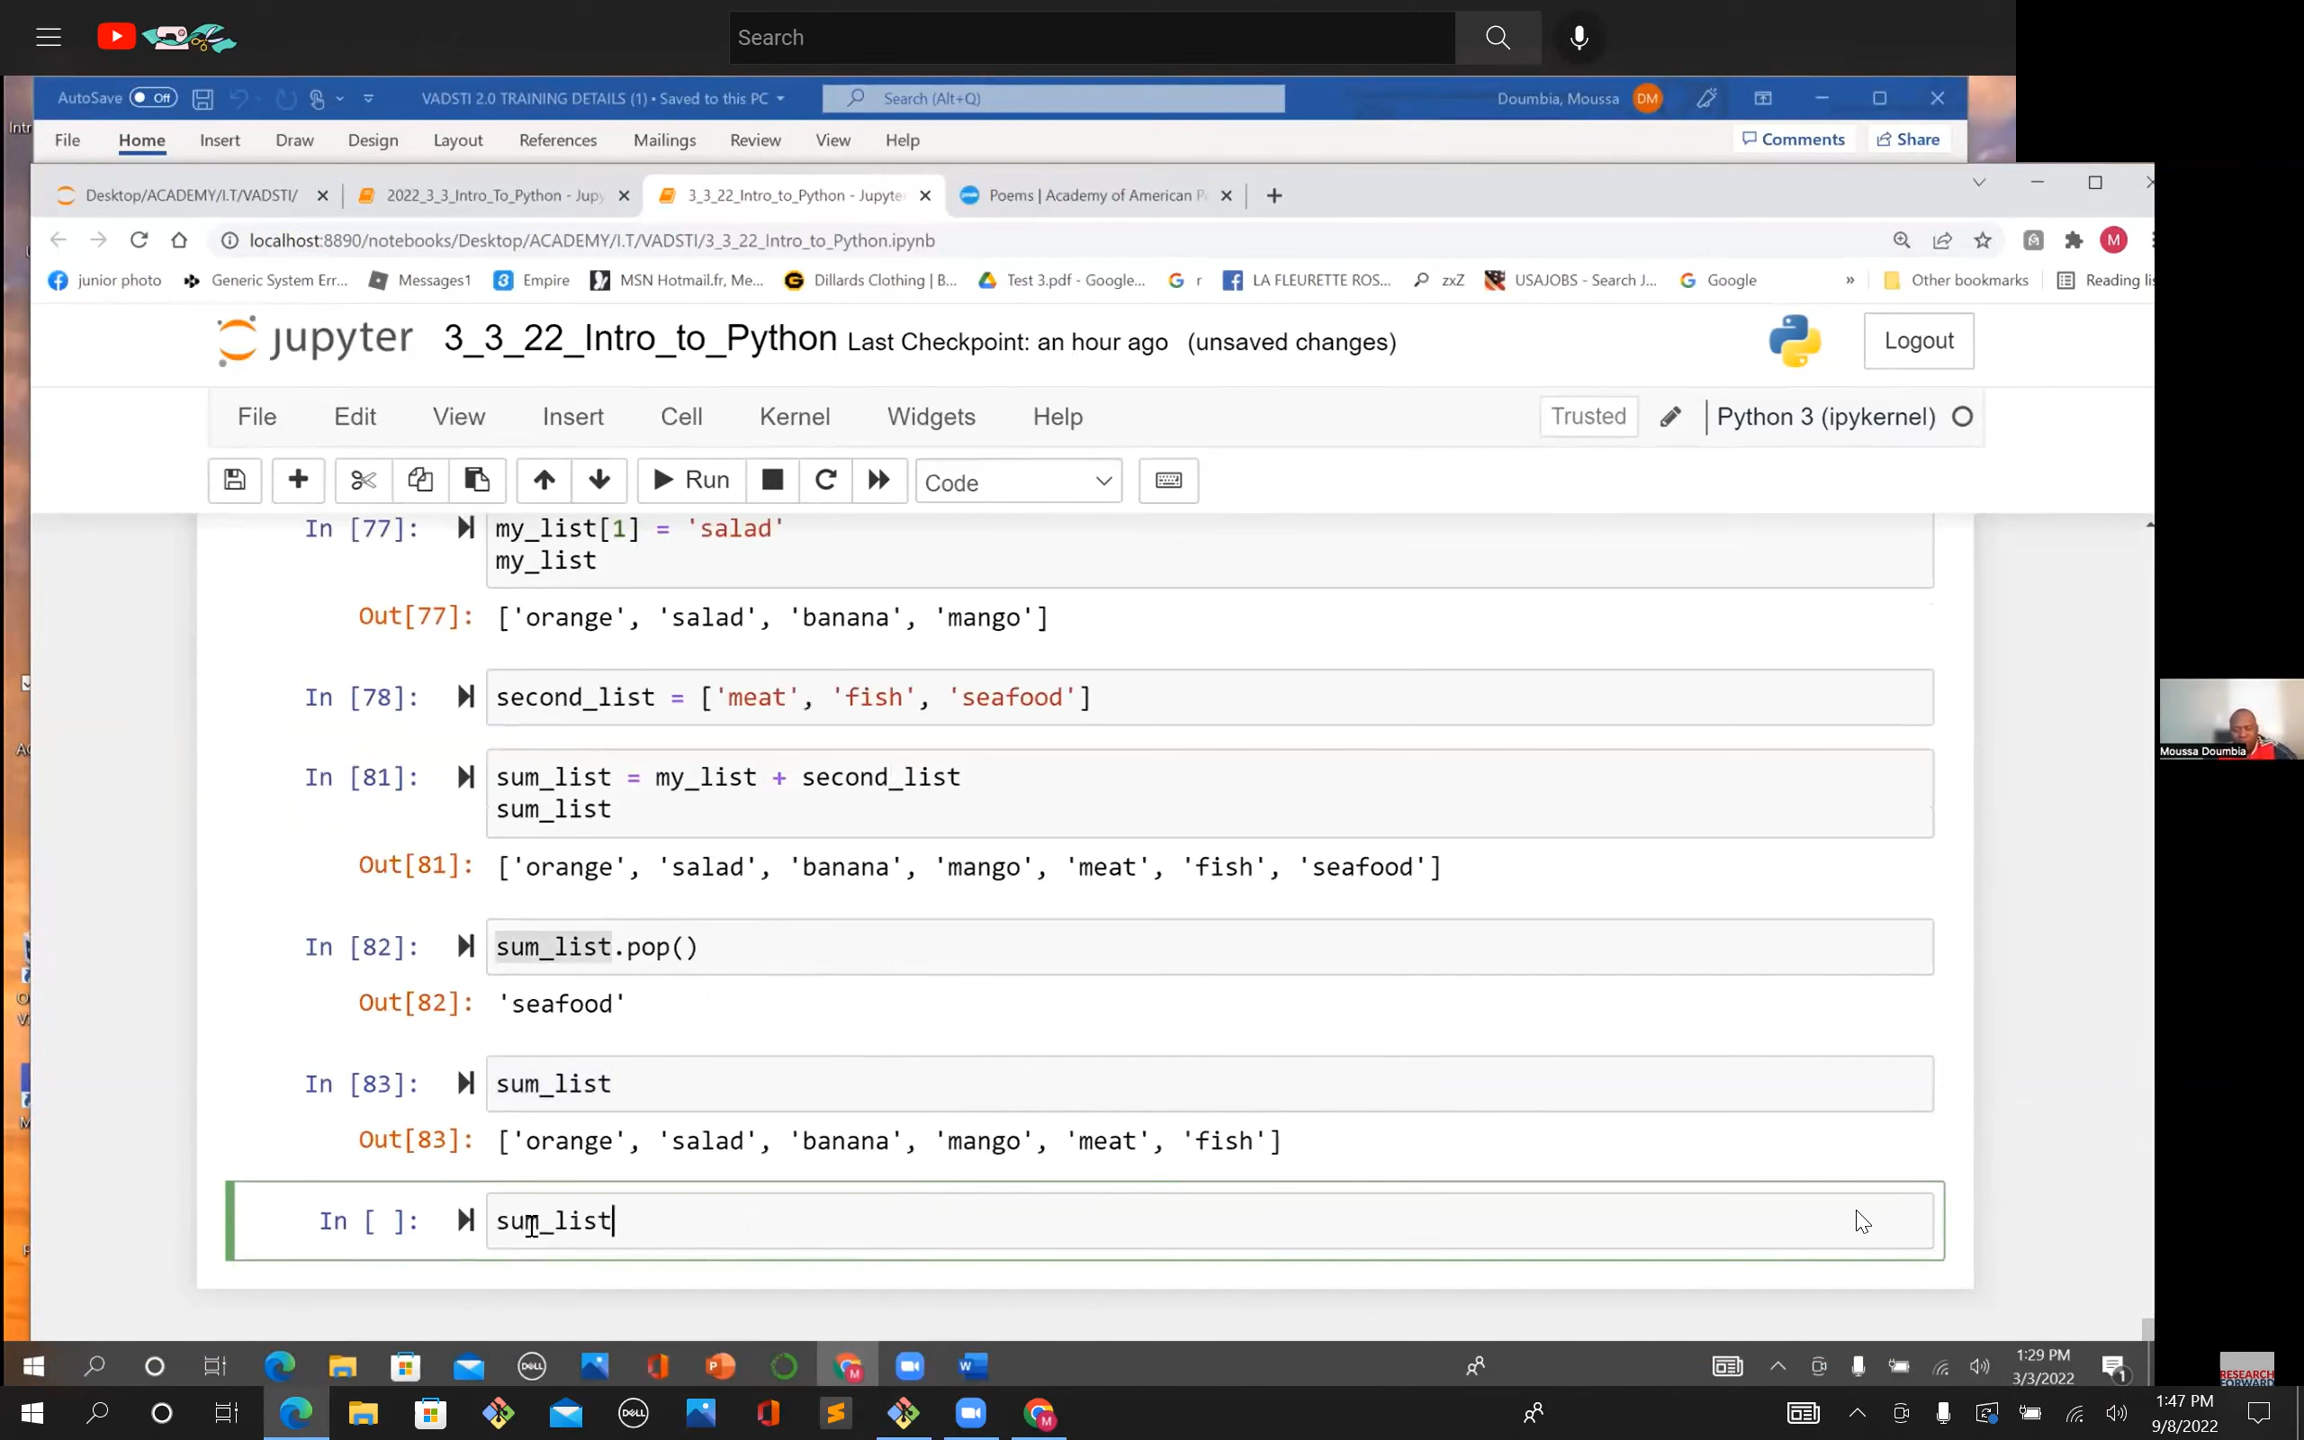 Search
AutoSave Off
VADSTI 2.0 TRAINING DETAILS (1) • Saved to this PC
Search (Alt+Q)
Doumbia, Moussa DM
File Home Insert Draw Design Layout References Mailings Review View Help Comments Share
Desktop/ACADEMY/I.T/VADSTI/
2022_3_3_Intro_To_Python - Jupy
3_3_22_Intro_to_Python - Jupyte
Poems | Academy of American P
localhost:8890/notebooks/Desktop/ACADEMY/I.T/VADSTI/3_3_22_Intro_to_Python.ipynb
M
junior photo Generic System Err... Messages1 Empire MSN Hotmail.fr, Me... Dillards Clothing | B... Test 3.pdf - Google... r LA FLEURETTE ROS... zxZ USAJOBS - Search J... Google » Other bookmarks Reading lis
jupyter 3_3_22_Intro_to_Python Last Checkpoint: an hour ago (unsaved changes)
Logout
File Edit View Insert Cell Kernel Widgets Help Trusted Python 3 (ipykernel)
Run Code
In [77]: my_list[1] = 'salad'
my_list
Out[77]: ['orange', 'salad', 'banana', 'mango']
In [78]: second_list = ['meat', 'fish', 'seafood']
In [81]: sum_list = my_list + second_list
sum_list
Out[81]: ['orange', 'salad', 'banana', 'mango', 'meat', 'fish', 'seafood']
In [82]: sum_list.pop()
Out[82]: 'seafood'
In [83]: sum_list
Out[83]: ['orange', 'salad', 'banana', 'mango', 'meat', 'fish']
In [ ]: sum_list
Moussa Doumbia
1:29 PM
3/3/2022
RESEARCH
FORWARD
1:47 PM
9/8/2022